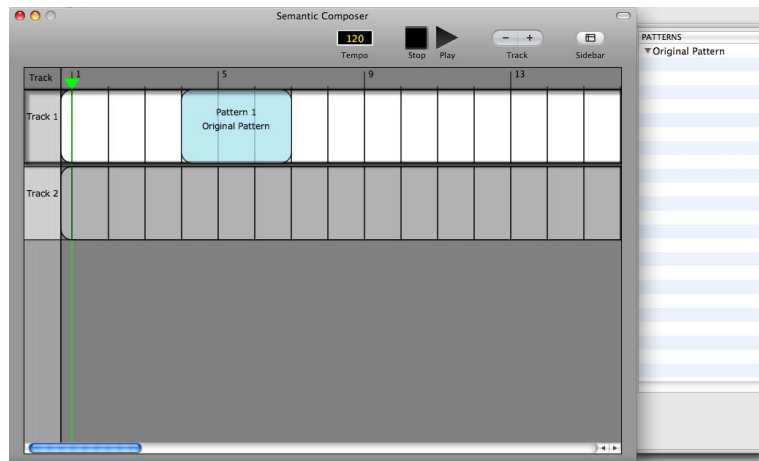 Semantic Composer
120
Tempo
Stop
Play
- +
Track
Sidebar
PATTERNS
Original Pattern
Track
1
5
9
13
Track 1
Pattern 1
Original Pattern
Track 2